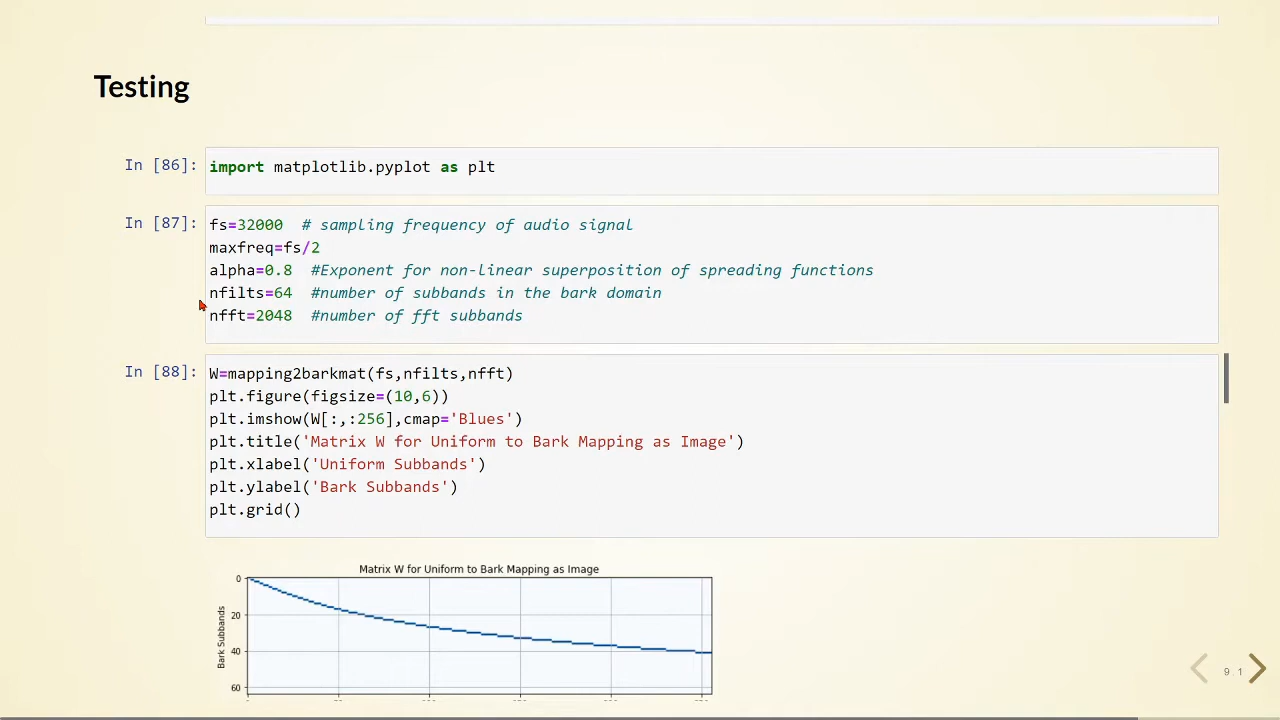 Testing
In [86]:
import matplotlib.pyplot as plt
In [87]:
fs=32000 # sampling frequency of audio signal
maxfreq=fs/2
alpha=0.8 #Exponent for non-linear superposition of spreading functions
nfilts=64 #number of subbands in the bark domain
nfft=2048 #number of fft subbands
In [88]:
W=mapping2barkmat(fs,nfilts,nfft)
plt.figure(figsize=(10,6))
plt.imshow(W[:,:256],cmap='Blues')
plt.title('Matrix W for Uniform to Bark Mapping as Image')
plt.xlabel('Uniform Subbands')
plt.ylabel('Bark Subbands')
plt.grid()
Matrix W for Uniform to Bark Mapping as Image
Bark Subbands
0
20
40
60
9.1